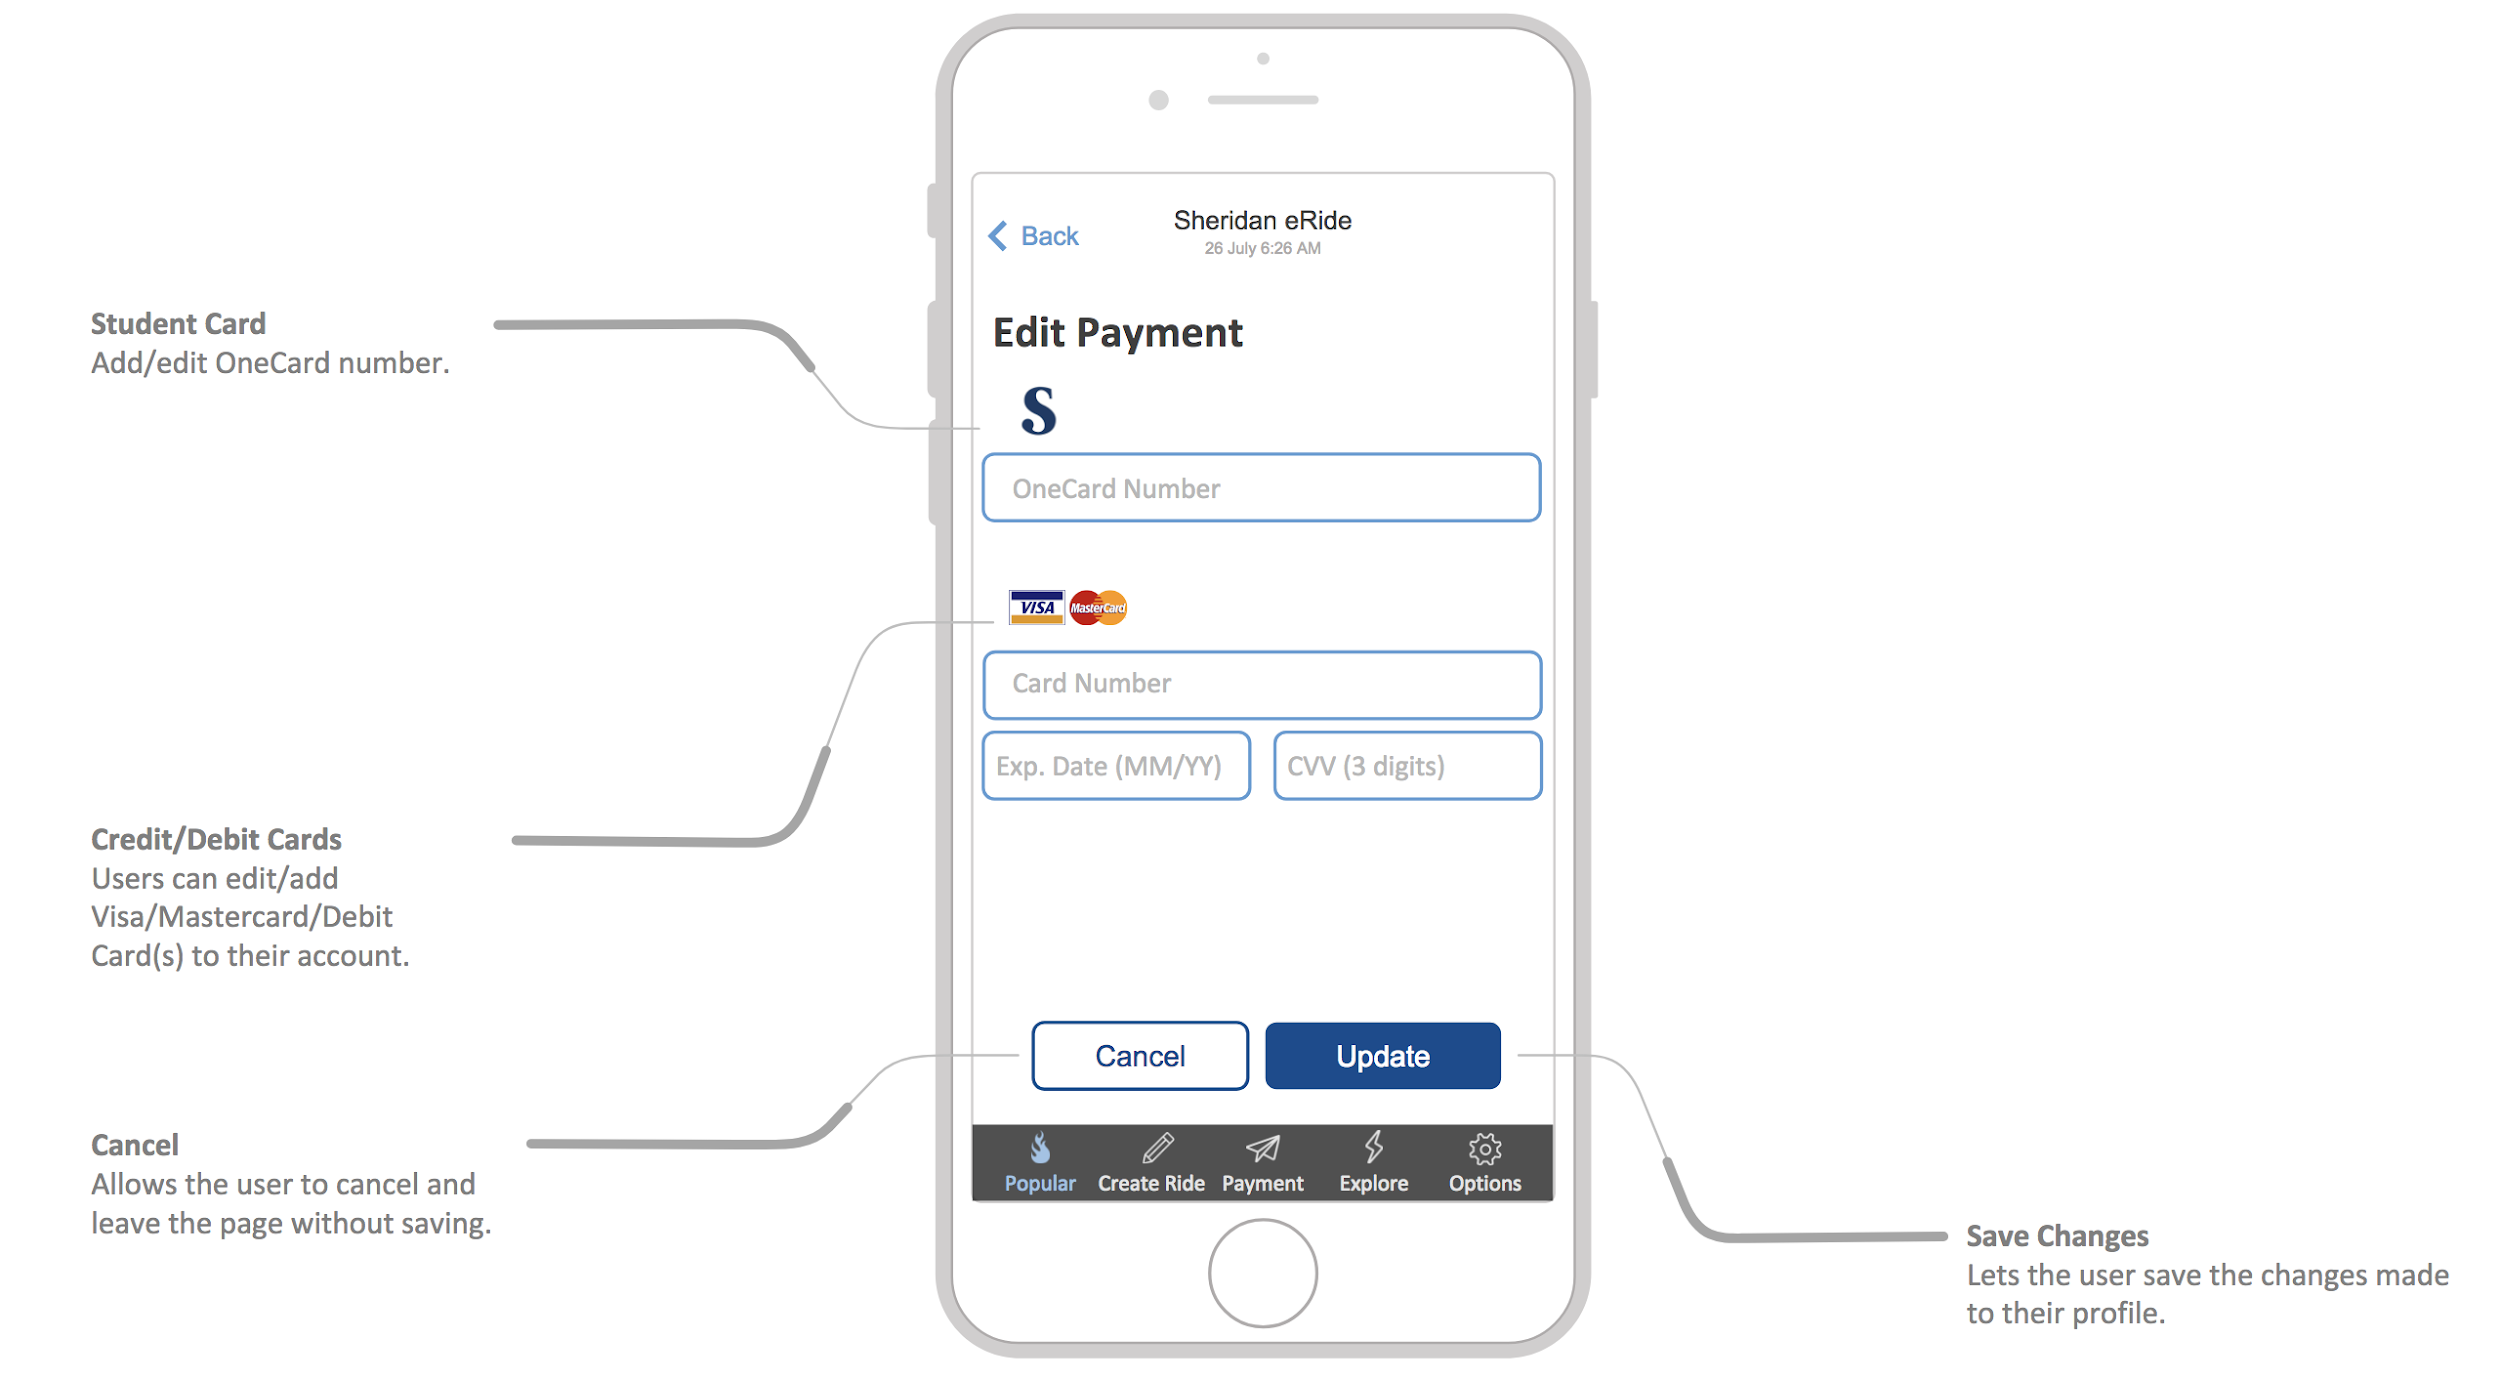 Sheridan eRide
Back
26 July 6:26 AM
Student Card
Add/edit OneCard number.
Edit Payment
S
OneCard Number
VISA MasterCard
Card Number
Exp. Date (MM/YY)
CVV (3 digits)
Credit/Debit Cards
Users can edit/add
Visa/Mastercard/Debit
Card(s) to their account.
Cancel
Update
Cancel
Allows the user to cancel and
leave the page without saving.
Popular
Create Ride
Payment
Explore
Options
Save Changes
Lets the user save the changes made
to their profile.